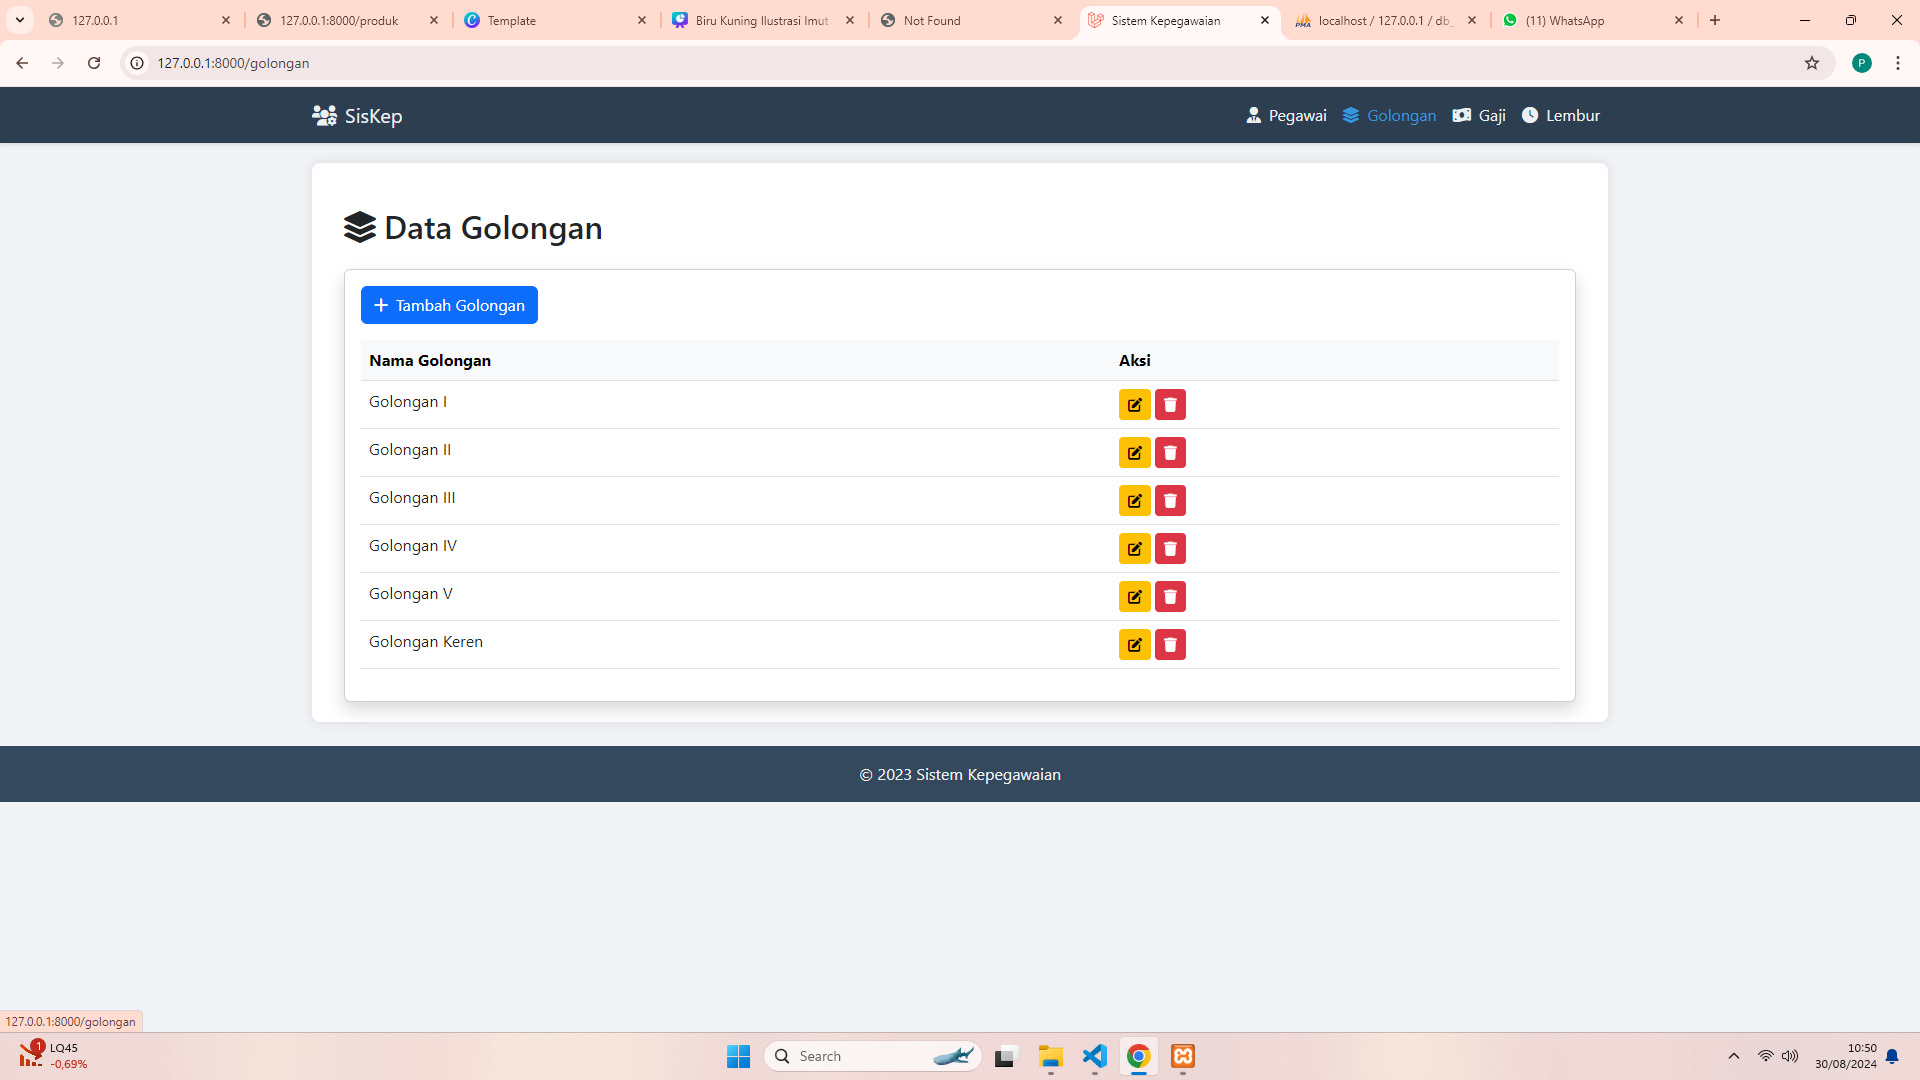 127.0.0.1
127.0.0.1:8000/produk
Template
Biru Kuning Ilustrasi Imut
Not Found
Sistem Kepegawaian
localhost / 127.0.0.1 / db_
(11) WhatsApp
127.0.0.1:8000/golongan
P
SisKep
Pegawai
Golongan
Gaji
Lembur
Data Golongan
Tambah Golongan
Nama Golongan Aksi
Golongan I
Golongan II
Golongan III
Golongan IV
Golongan V
Golongan Keren
© 2023 Sistem Kepegawaian
127.0.0.1:8000/golongan
1
LQ45
-0,69%
Search
10:50
30/08/2024